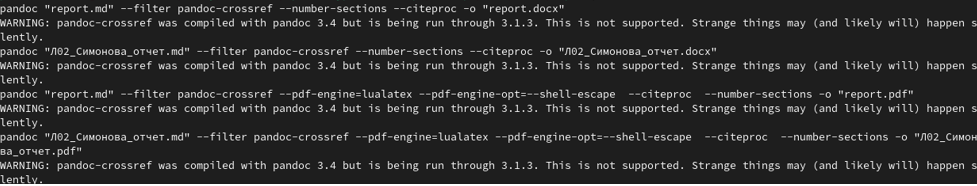 pandoc "report.md" --filter pandoc-crossref --number-sections --citeproc -o "report.docx"
WARNING: pandoc-crossref was compiled with pandoc 3.4 but is being run through 3.1.3. This is not supported. Strange things may (and likely will) happen s
lently.
pandoc "Л02_Симонова_отчет.md" --filter pandoc-crossref --number-sections --citeproc -o "Л02_Симонова_отчет.docx"
WARNING: pandoc-crossref was compiled with pandoc 3.4 but is being run through 3.1.3. This is not supported. Strange things may (and likely will) happen s
lently.
pandoc "report.md" --filter pandoc-crossref --pdf-engine=lualatex --pdf-engine-opt=--shell-escape  --citeproc  --number-sections -o "report.pdf"
WARNING: pandoc-crossref was compiled with pandoc 3.4 but is being run through 3.1.3. This is not supported. Strange things may (and likely will) happen s
lently.
pandoc "Л02_Симонова_отчет.md" --filter pandoc-crossref --pdf-engine=lualatex --pdf-engine-opt=--shell-escape  --citeproc  --number-sections -o "Л02_Симон
ва_отчет.pdf"
WARNING: pandoc-crossref was compiled with pandoc 3.4 but is being run through 3.1.3. This is not supported. Strange things may (and likely will) happen s
lently.